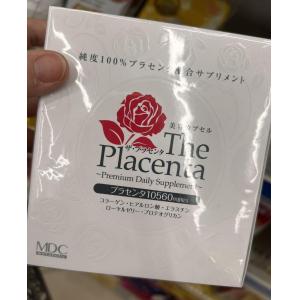 純度100%プラセンタ配合サプリメント
美容カプセル
ザ・プラセンタ
The
Placenta
~Premium Daily Supplement~
プラセンタ10560mg
コラーゲン・ヒアルロン酸・エラスチン
ローヤルゼリー・プロテオグリカン
MDC